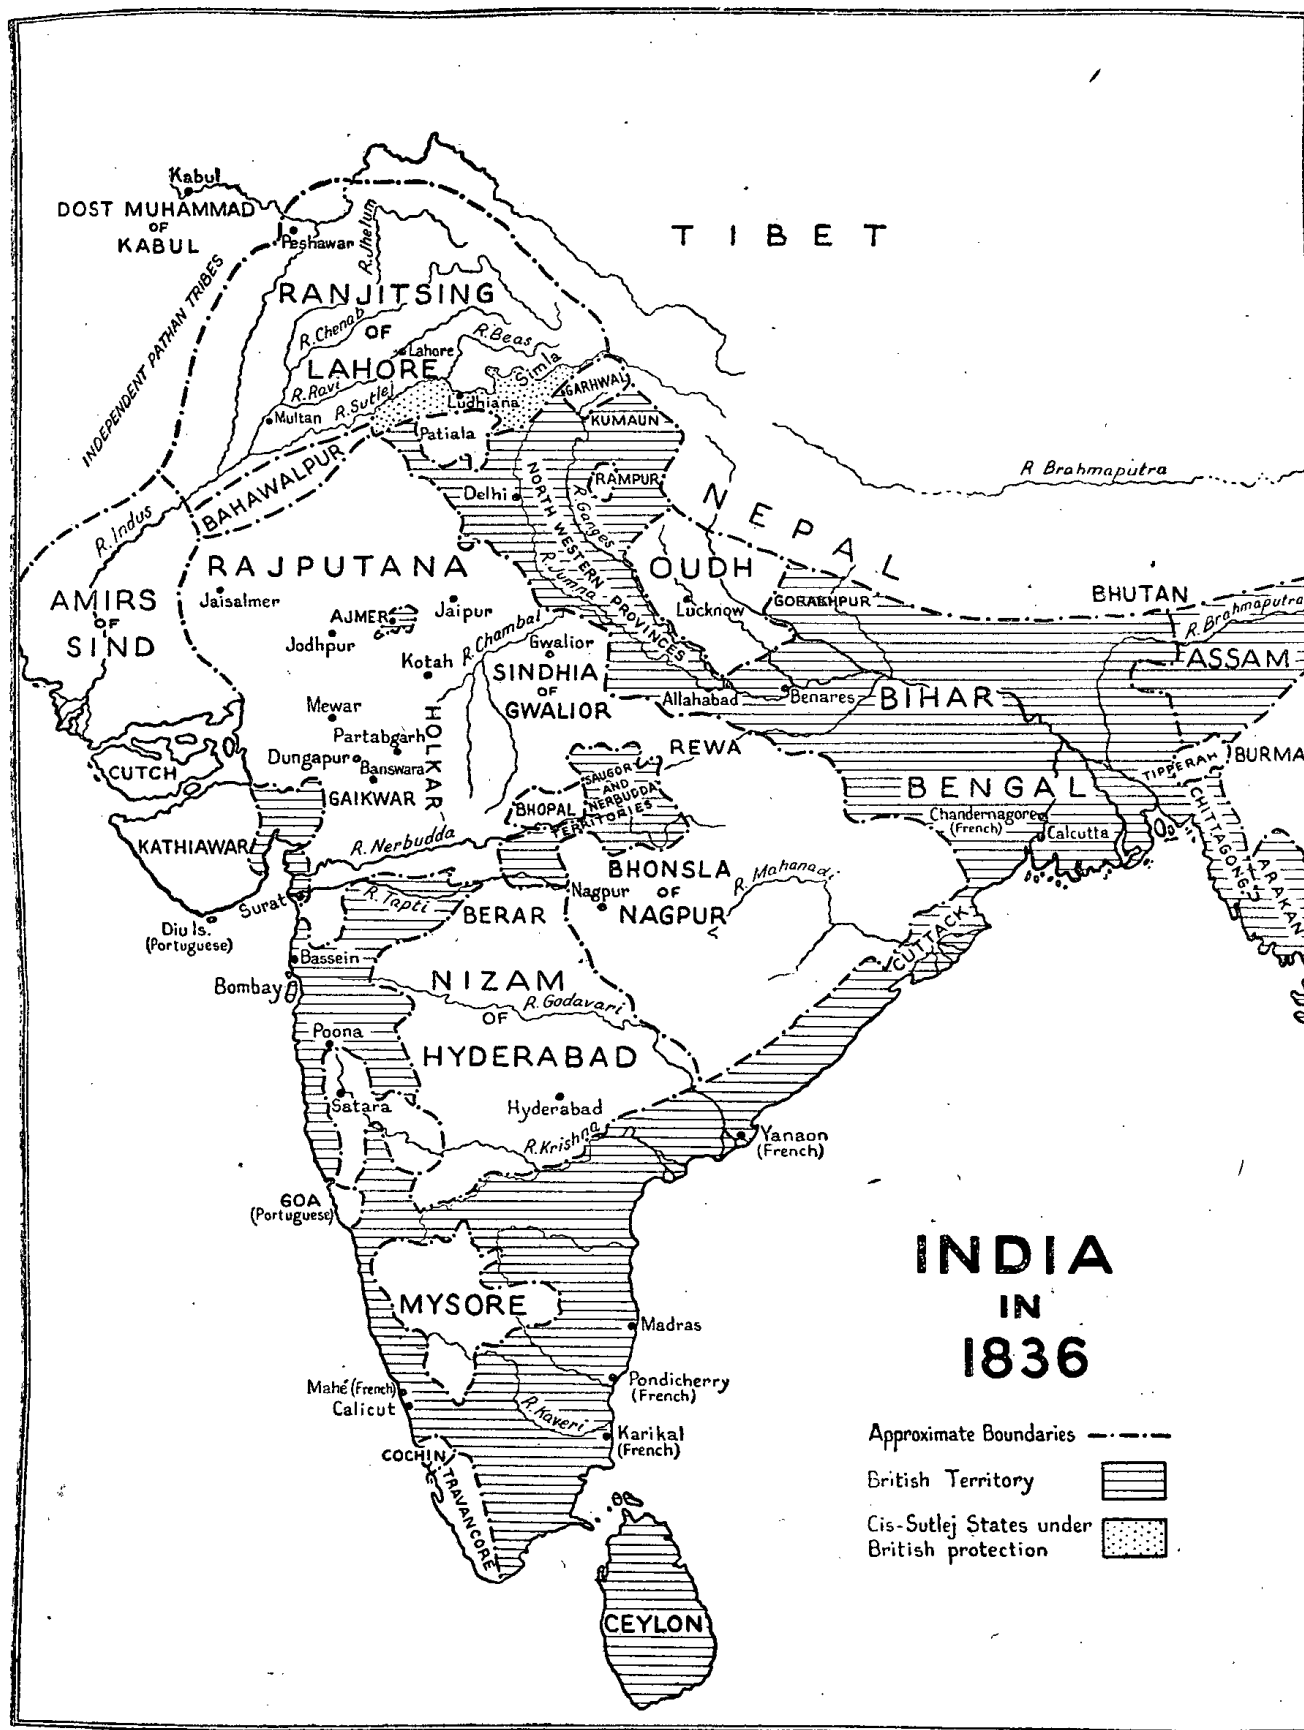 Kabul
DOST MUHAMMAD
OF
KABUL
Peshawar
R.Jhelum
INDEPENDENT PATHAN TRIBES
TIBET
RANJITSING
OF
LAHORE
R.Chenab
Lahore
R.Beas
R.Ravi
Multan
R.Sutlej
Ludhiana
Simla
GARHWAL
KUMAUN
Patiala
BAHAWALPUR
R.Indus
Delhi
NORTH WESTERN PROVINCES
RAMPUR
R.Ganges
R.Jumna
NEPAL
R Brahmaputra
RAJPUTANA
OUDH
Lucknow
GORAKHPUR
BHUTAN
R.Brahmaputra
ASSAM
AMIRS
OF
SIND
Jaisalmer
AJMER
Jaipur
Jodhpur
Kotah
R.Chambal
Gwalior
SINDHIA
OF
GWALIOR
Allahabad
Benares
BIHAR
Mewar
Partabgarh
Dungapur
Banswara
HOLKAR
REWA
CUTCH
GAIKWAR
BHOPAL
SAUGOR
AND
NERBUDDA
TERRITORIES
BENGAL
Chandernagore
(French)
Calcutta
TIPPERAH
BURMA
CHITTAGONG
ARAKAN
KATHIAWAR
R.Nerbudda
Surat
R.Tapti
Diu Is.
(Portuguese)
BERAR
Nagpur
BHONSLA
OF
NAGPUR
R.Mahanadi
CUTTACK
Bassein
Bombay
NIZAM
OF
HYDERABAD
R.Godavari
Poona
Satara
Hyderabad
R.Krishna
Yanaon
(French)
GOA
(Portuguese)
MYSORE
Madras
Mahé (French)
Calicut
Pondicherry
(French)
R.Kaveri
Karikal
(French)
COCHIN
TRAVANCORE
CEYLON
INDIA
IN
1836
Approximate Boundaries
British Territory
Cis-Sutlej States under
British protection